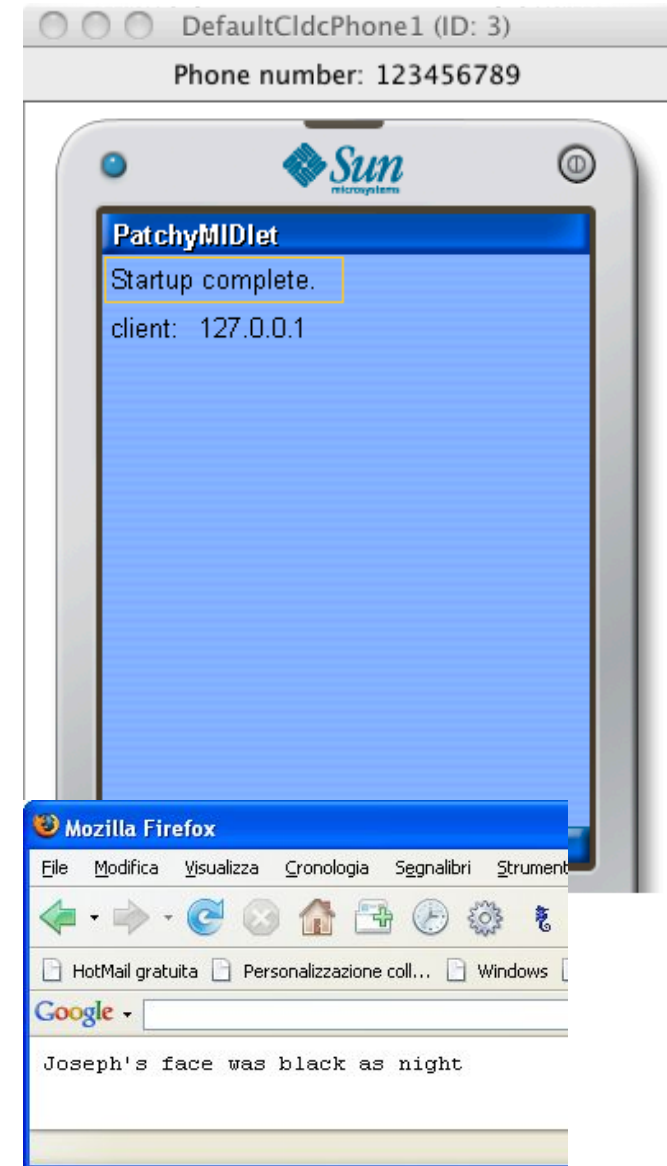 DefaultCldcPhone1 (ID: 3)
Phone number: 123456789
Sun
microsystems
PatchyMIDlet
Startup complete.
client: 127.0.0.1
Mozilla Firefox
File Modifica Visualizza Cronologia Segnalibri Strument
HotMail gratuita Personalizzazione coll... Windows
Google
Joseph's face was black as night